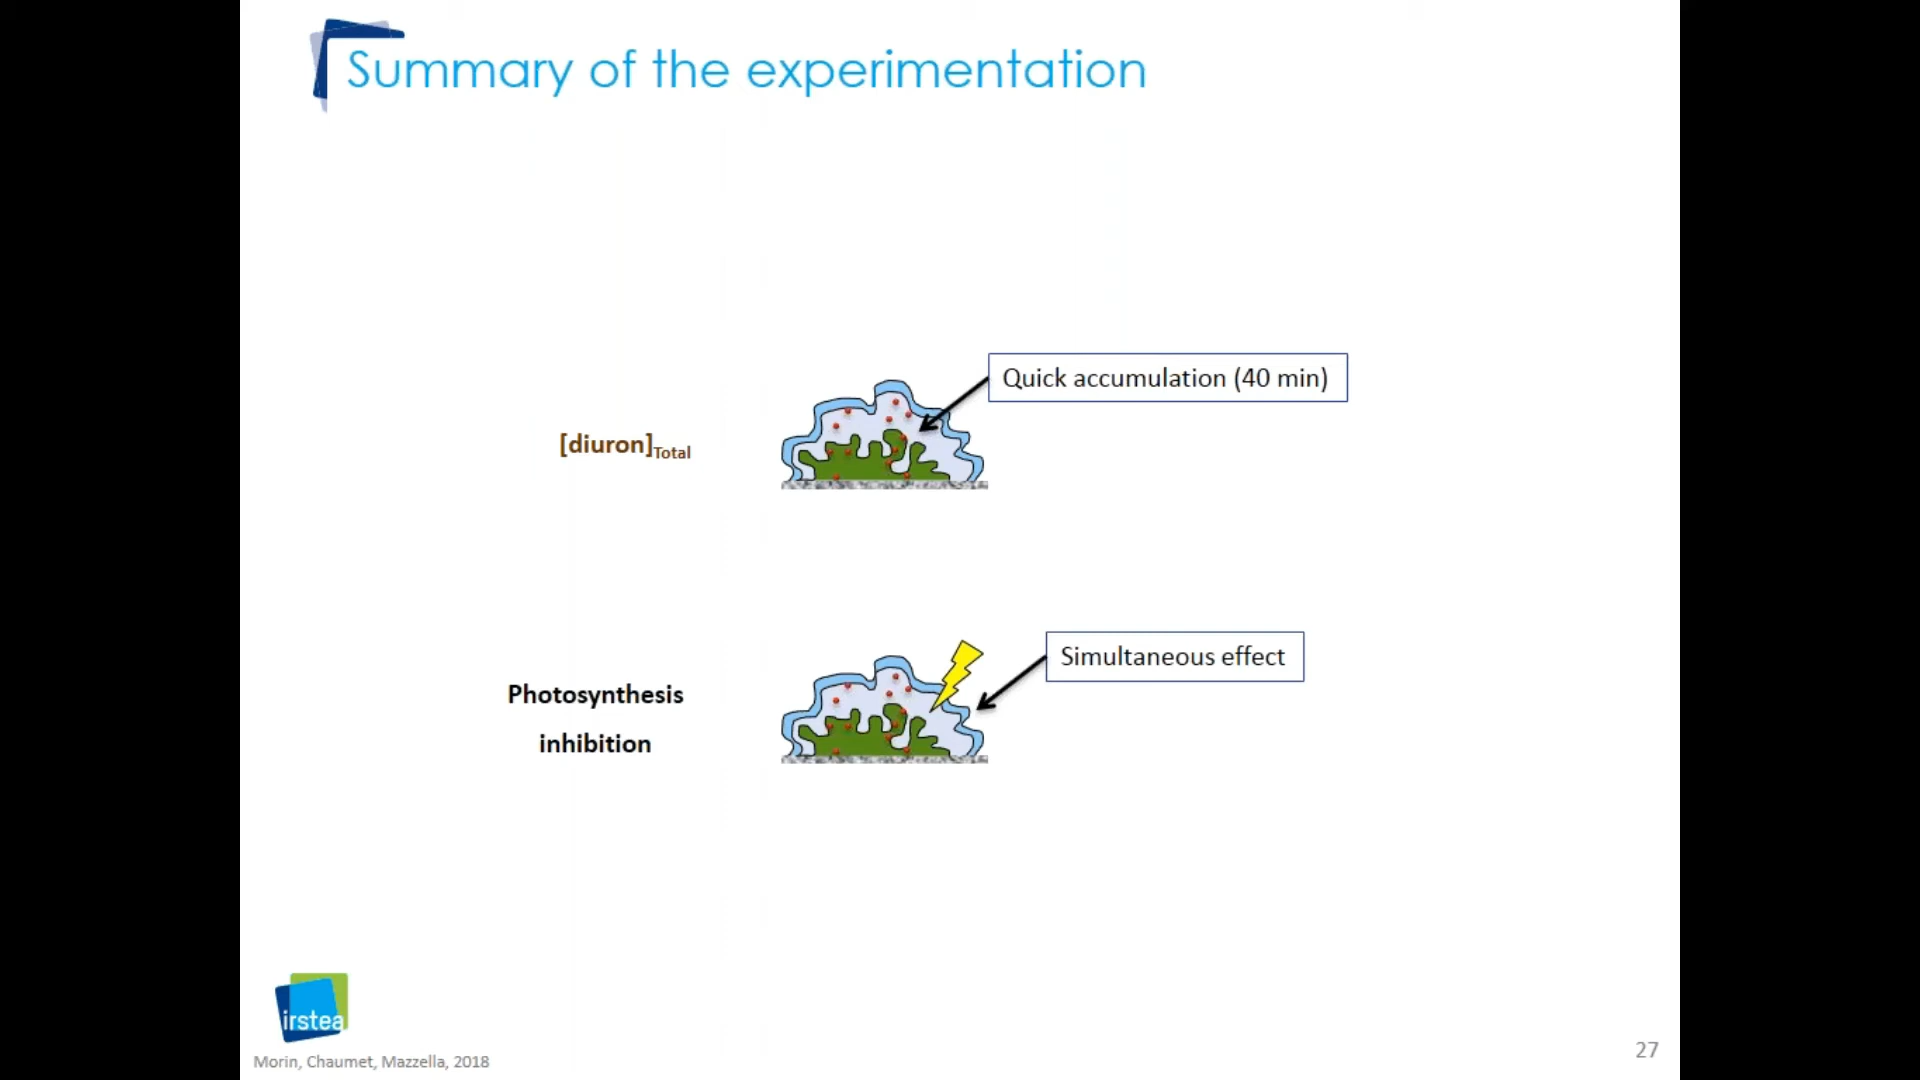 Summary of the experimentation
Quick accumulation (40 min)
[diuron]Total
Simultaneous effect
Photosynthesis
inhibition
irstea
Morin, Chaumet, Mazzella, 2018
27